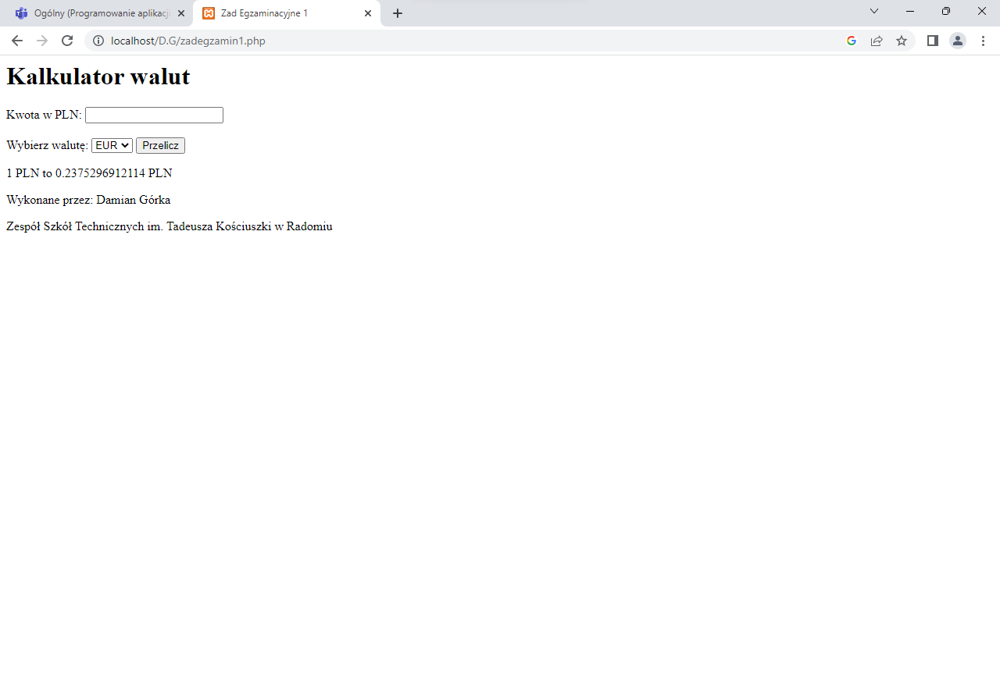 Ogólny (Programowanie aplikacji
Zad Egzaminacyjne 1
localhost/D.G/zadegzamin1.php
Kalkulator walut
Kwota w PLN:
Wybierz walutę: EUR Przelicz
1 PLN to 0.2375296912114 PLN
Wykonane przez: Damian Górka
Zespół Szkół Technicznych im. Tadeusza Kościuszki w Radomiu